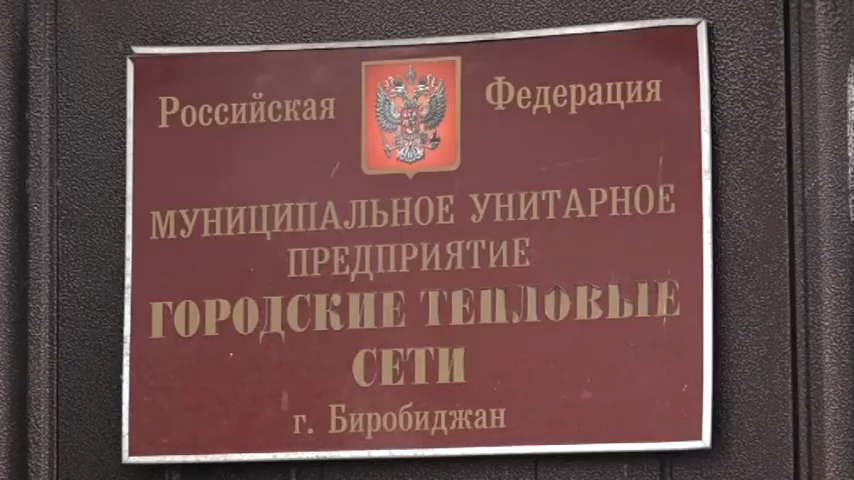 Российская Федерация
МУНИЦИПАЛЬНОЕ УНИТАРНОЕ
ПРЕДПРИЯТИЕ
ГОРОДСКИЕ ТЕПЛОВЫЕ
СЕТИ
г. Биробиджан